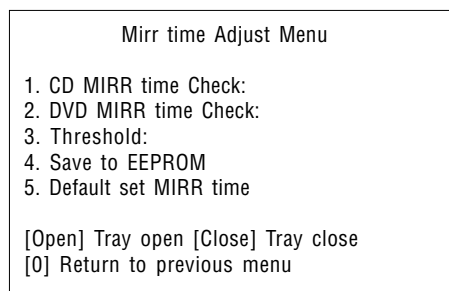 Mirr time Adjust Menu
1. CD MIRR time Check:
2. DVD MIRR time Check:
3. Threshold:
4. Save to EEPROM
5. Default set MIRR time
[Open] Tray open [Close] Tray close
[0] Return to previous menu